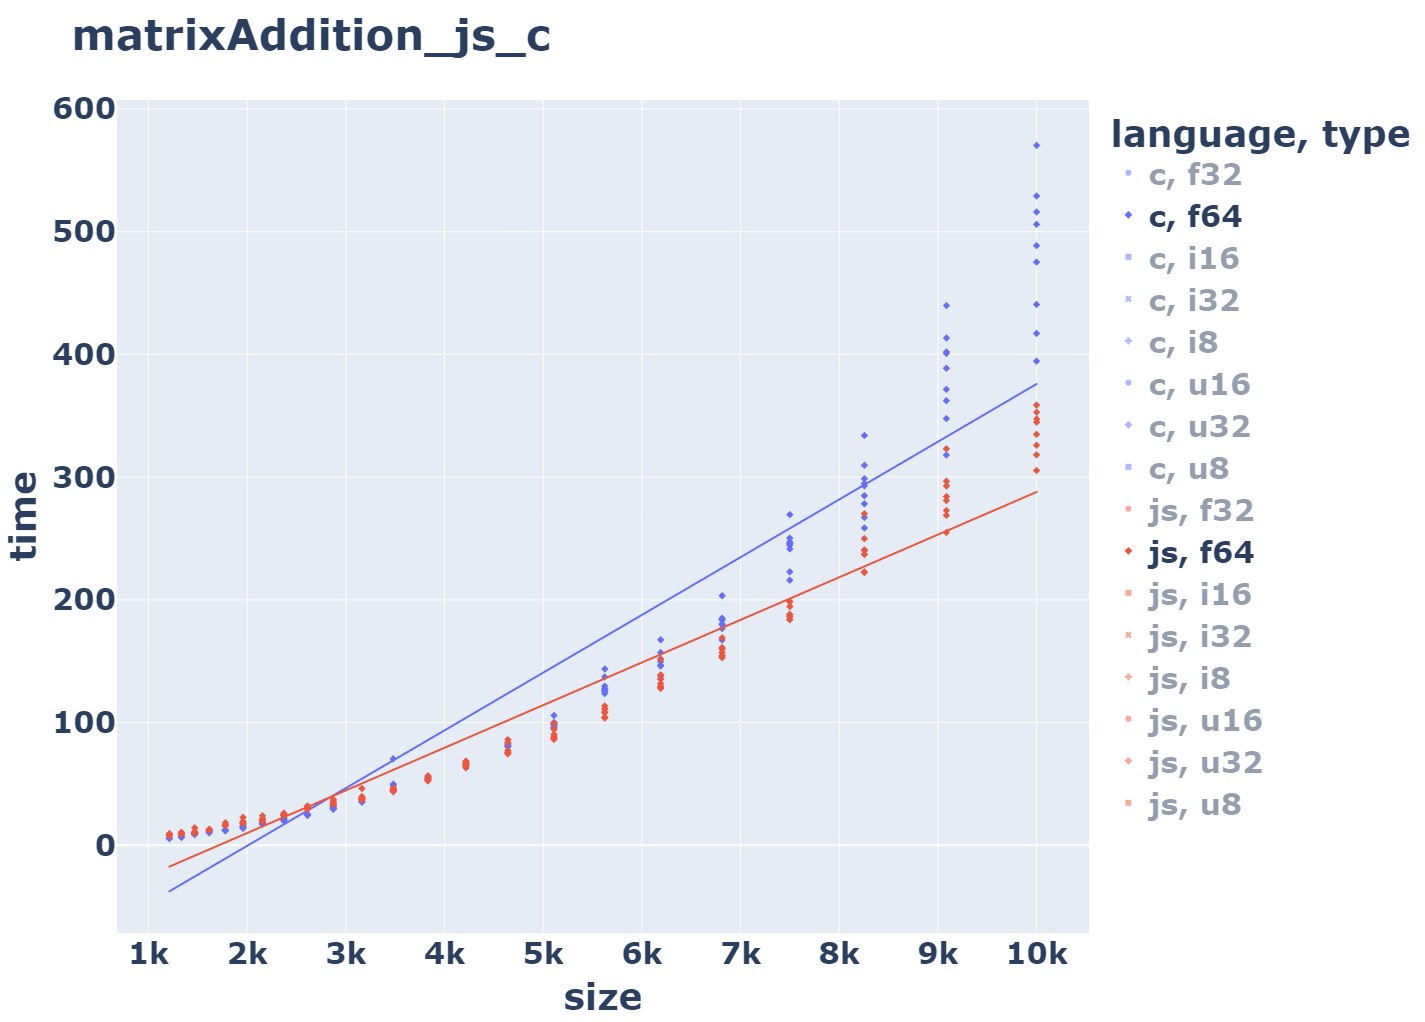 matrixAddition_js_c
600
500
400
300
200
100
0
time
1k 2k 3k 4k 5k 6k 7k 8k 9k 10k
size
language, type
c, f32
c, f64
c, i16
c, i32
c, i8
c, u16
c, u32
c, u8
js, f32
js, f64
js, i16
js, i32
js, i8
js, u16
js, u32
js, u8